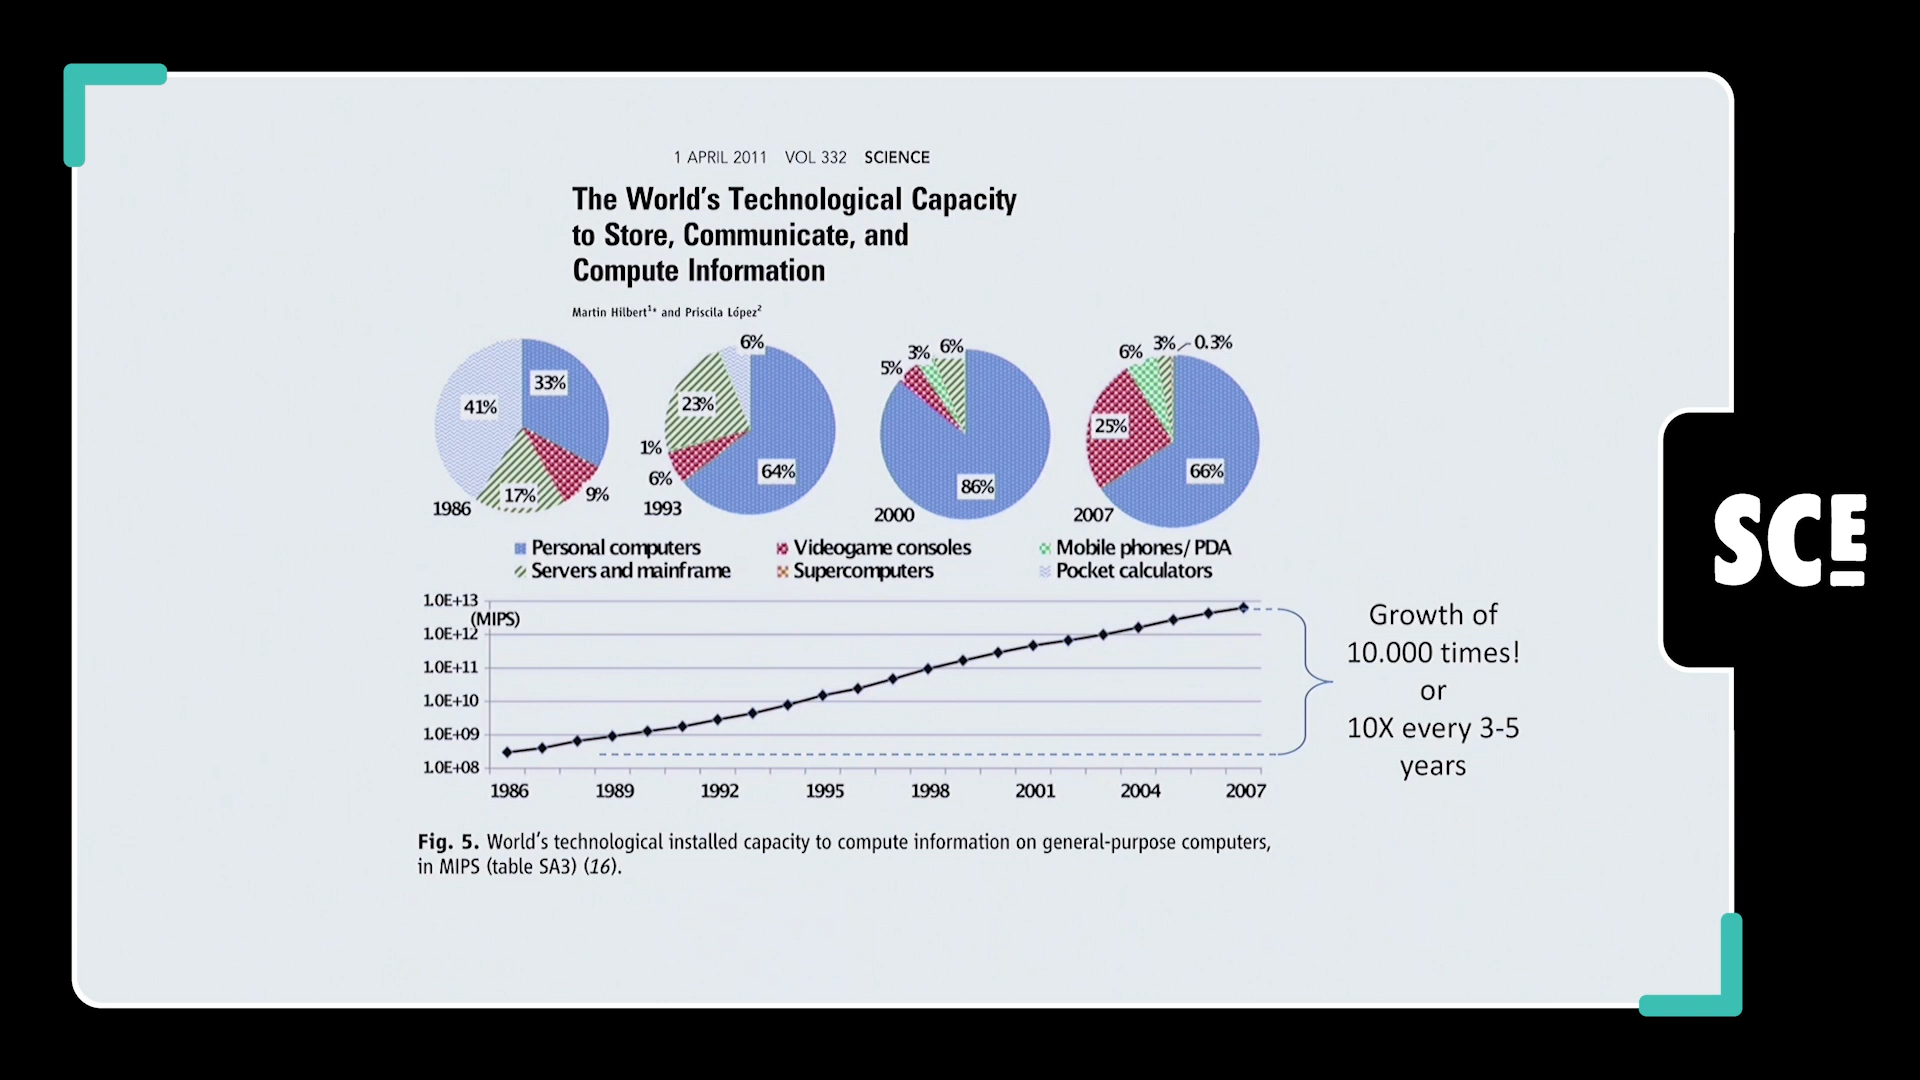 1 APRIL 2011 VOL 332 SCIENCE
The World's Technological Capacity
to Store, Communicate, and
Compute Information
Martin Hilbert1* and Priscila López2
41%
33%
17%
9%
1986
6%
23%
1%
6%
64%
1993
5%
3%
6%
86%
2000
6%
3%
0.3%
25%
66%
2007
Personal computers
Videogame consoles
Mobile phones/ PDA
Servers and mainframe
Supercomputers
Pocket calculators
1.0E+13
(MIPS)
1.0E+12
1.0E+11
1.0E+10
1.0E+09
1.0E+08
1986 1989 1992 1995 1998 2001 2004 2007
Growth of
10.000 times!
or
10X every 3-5
years
Fig. 5. World's technological installed capacity to compute information on general-purpose computers,
in MIPS (table SA3) (16).
SCE